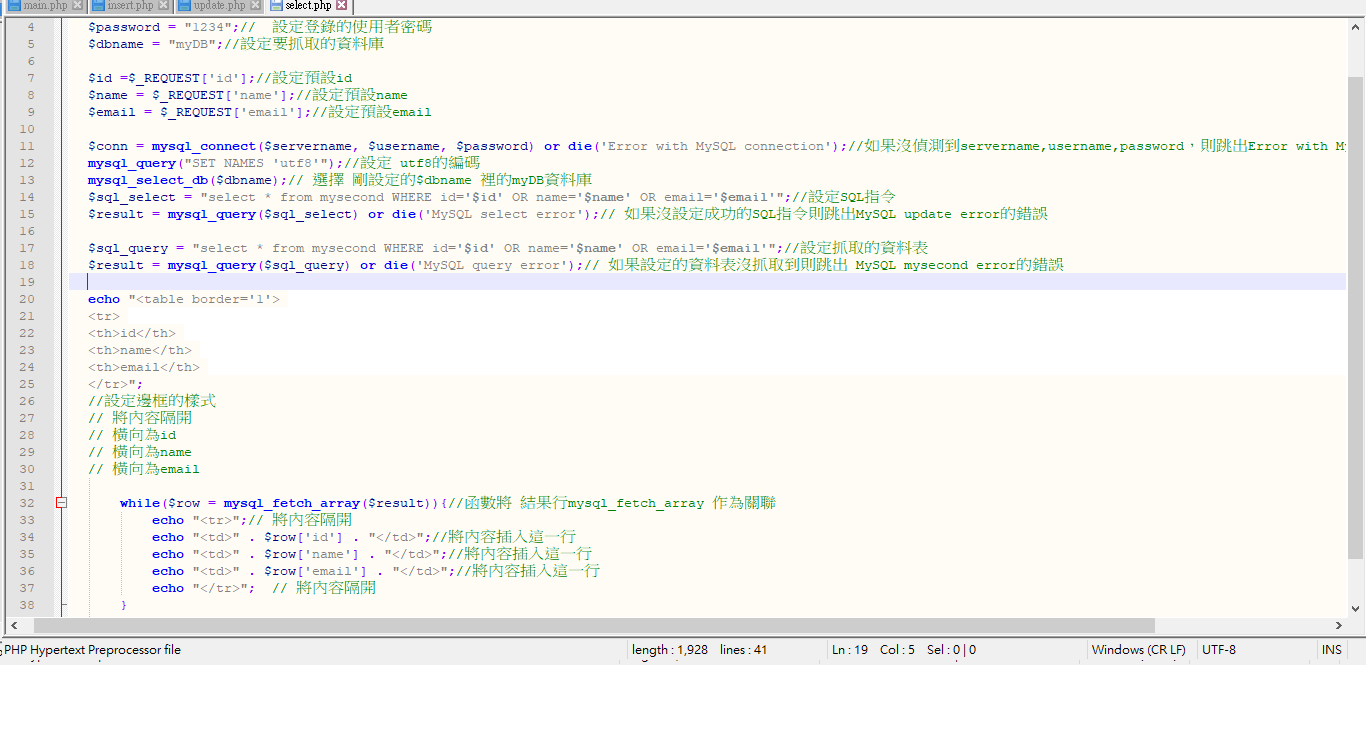 main.php insert.php update.php select.php
4 $password = "1234";//  設定登錄的使用者密碼
5 $dbname = "myDB";//設定要抓取的資料庫
6
7 $id =$_REQUEST['id'];//設定預設id
8 $name = $_REQUEST['name'];//設定預設name
9 $email = $_REQUEST['email'];//設定預設email
10
11 $conn = mysql_connect($servername, $username, $password) or die('Error with MySQL connection');//如果沒偵測到servername,username,password，則跳出Error with M
12 mysql_query("SET NAMES 'utf8'");//設定 utf8的編碼
13 mysql_select_db($dbname);// 選擇 剛設定的$dbname 裡的myDB資料庫
14 $sql_select = "select * from mysecond WHERE id='$id' OR name='$name' OR email='$email'";//設定SQL指令
15 $result = mysql_query($sql_select) or die('MySQL select error');// 如果沒設定成功的SQL指令則跳出MySQL update error的錯誤
16
17 $sql_query = "select * from mysecond WHERE id='$id' OR name='$name' OR email='$email'";//設定抓取的資料表
18 $result = mysql_query($sql_query) or die('MySQL query error');// 如果設定的資料表沒抓取到則跳出 MySQL mysecond error的錯誤
19
20 echo "<table border='1'>
21 <tr>
22 <th>id</th>
23 <th>name</th>
24 <th>email</th>
25 </tr>";
26 //設定邊框的樣式
27 // 將內容隔開
28 // 橫向為id
29 // 橫向為name
30 // 橫向為email
31
32 while($row = mysql_fetch_array($result)){//函數將 結果行mysql_fetch_array 作為關聯
33 echo "<tr>";// 將內容隔開
34 echo "<td>" . $row['id'] . "</td>";//將內容插入這一行
35 echo "<td>" . $row['name'] . "</td>";//將內容插入這一行
36 echo "<td>" . $row['email'] . "</td>";//將內容插入這一行
37 echo "</tr>";  // 將內容隔開
38 }
PHP Hypertext Preprocessor file length : 1,928 lines : 41 Ln : 19 Col : 5 Sel : 0 | 0 Windows (CR LF) UTF-8 INS